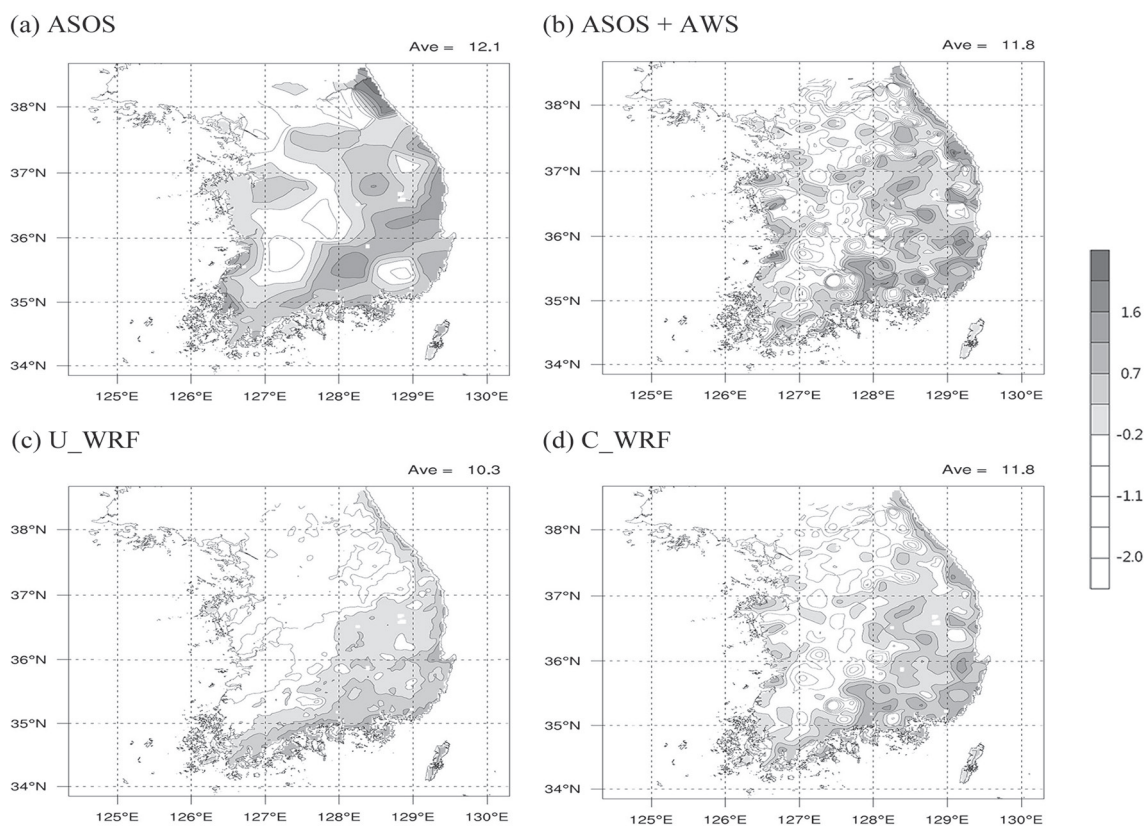 (a) ASOS
Ave = 12.1
38°N
37°N
36°N
35°N
34°N
125°E 126°E 127°E 128°E 129°E 130°E
(b) ASOS + AWS
Ave = 11.8
38°N
37°N
36°N
35°N
34°N
125°E 126°E 127°E 128°E 129°E 130°E
(c) U_WRF
Ave = 10.3
38°N
37°N
36°N
35°N
34°N
125°E 126°E 127°E 128°E 129°E 130°E
(d) C_WRF
Ave = 11.8
38°N
37°N
36°N
35°N
34°N
125°E 126°E 127°E 128°E 129°E 130°E
1.6
0.7
-0.2
-1.1
-2.0